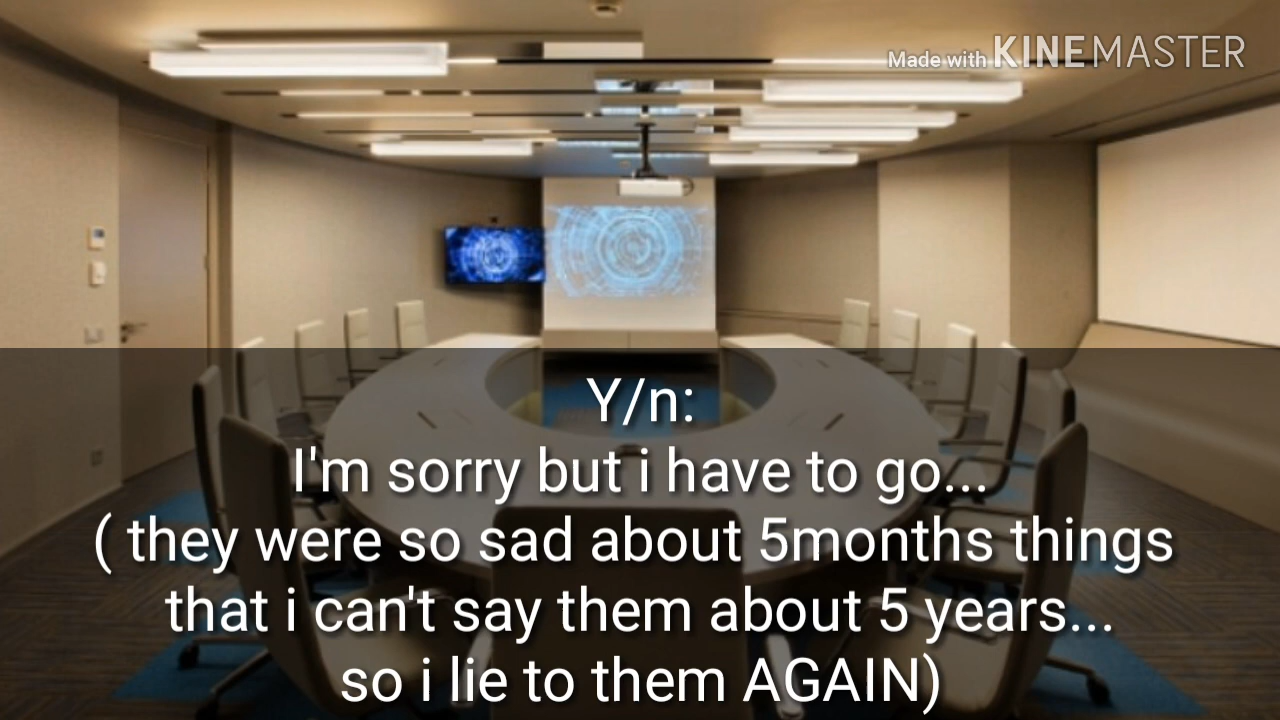 Made with KINEMASTER
Y/n:
I'm sorry but i have to go...
( they were so sad about 5months things
that i can't say them about 5 years...
so i lie to them AGAIN)